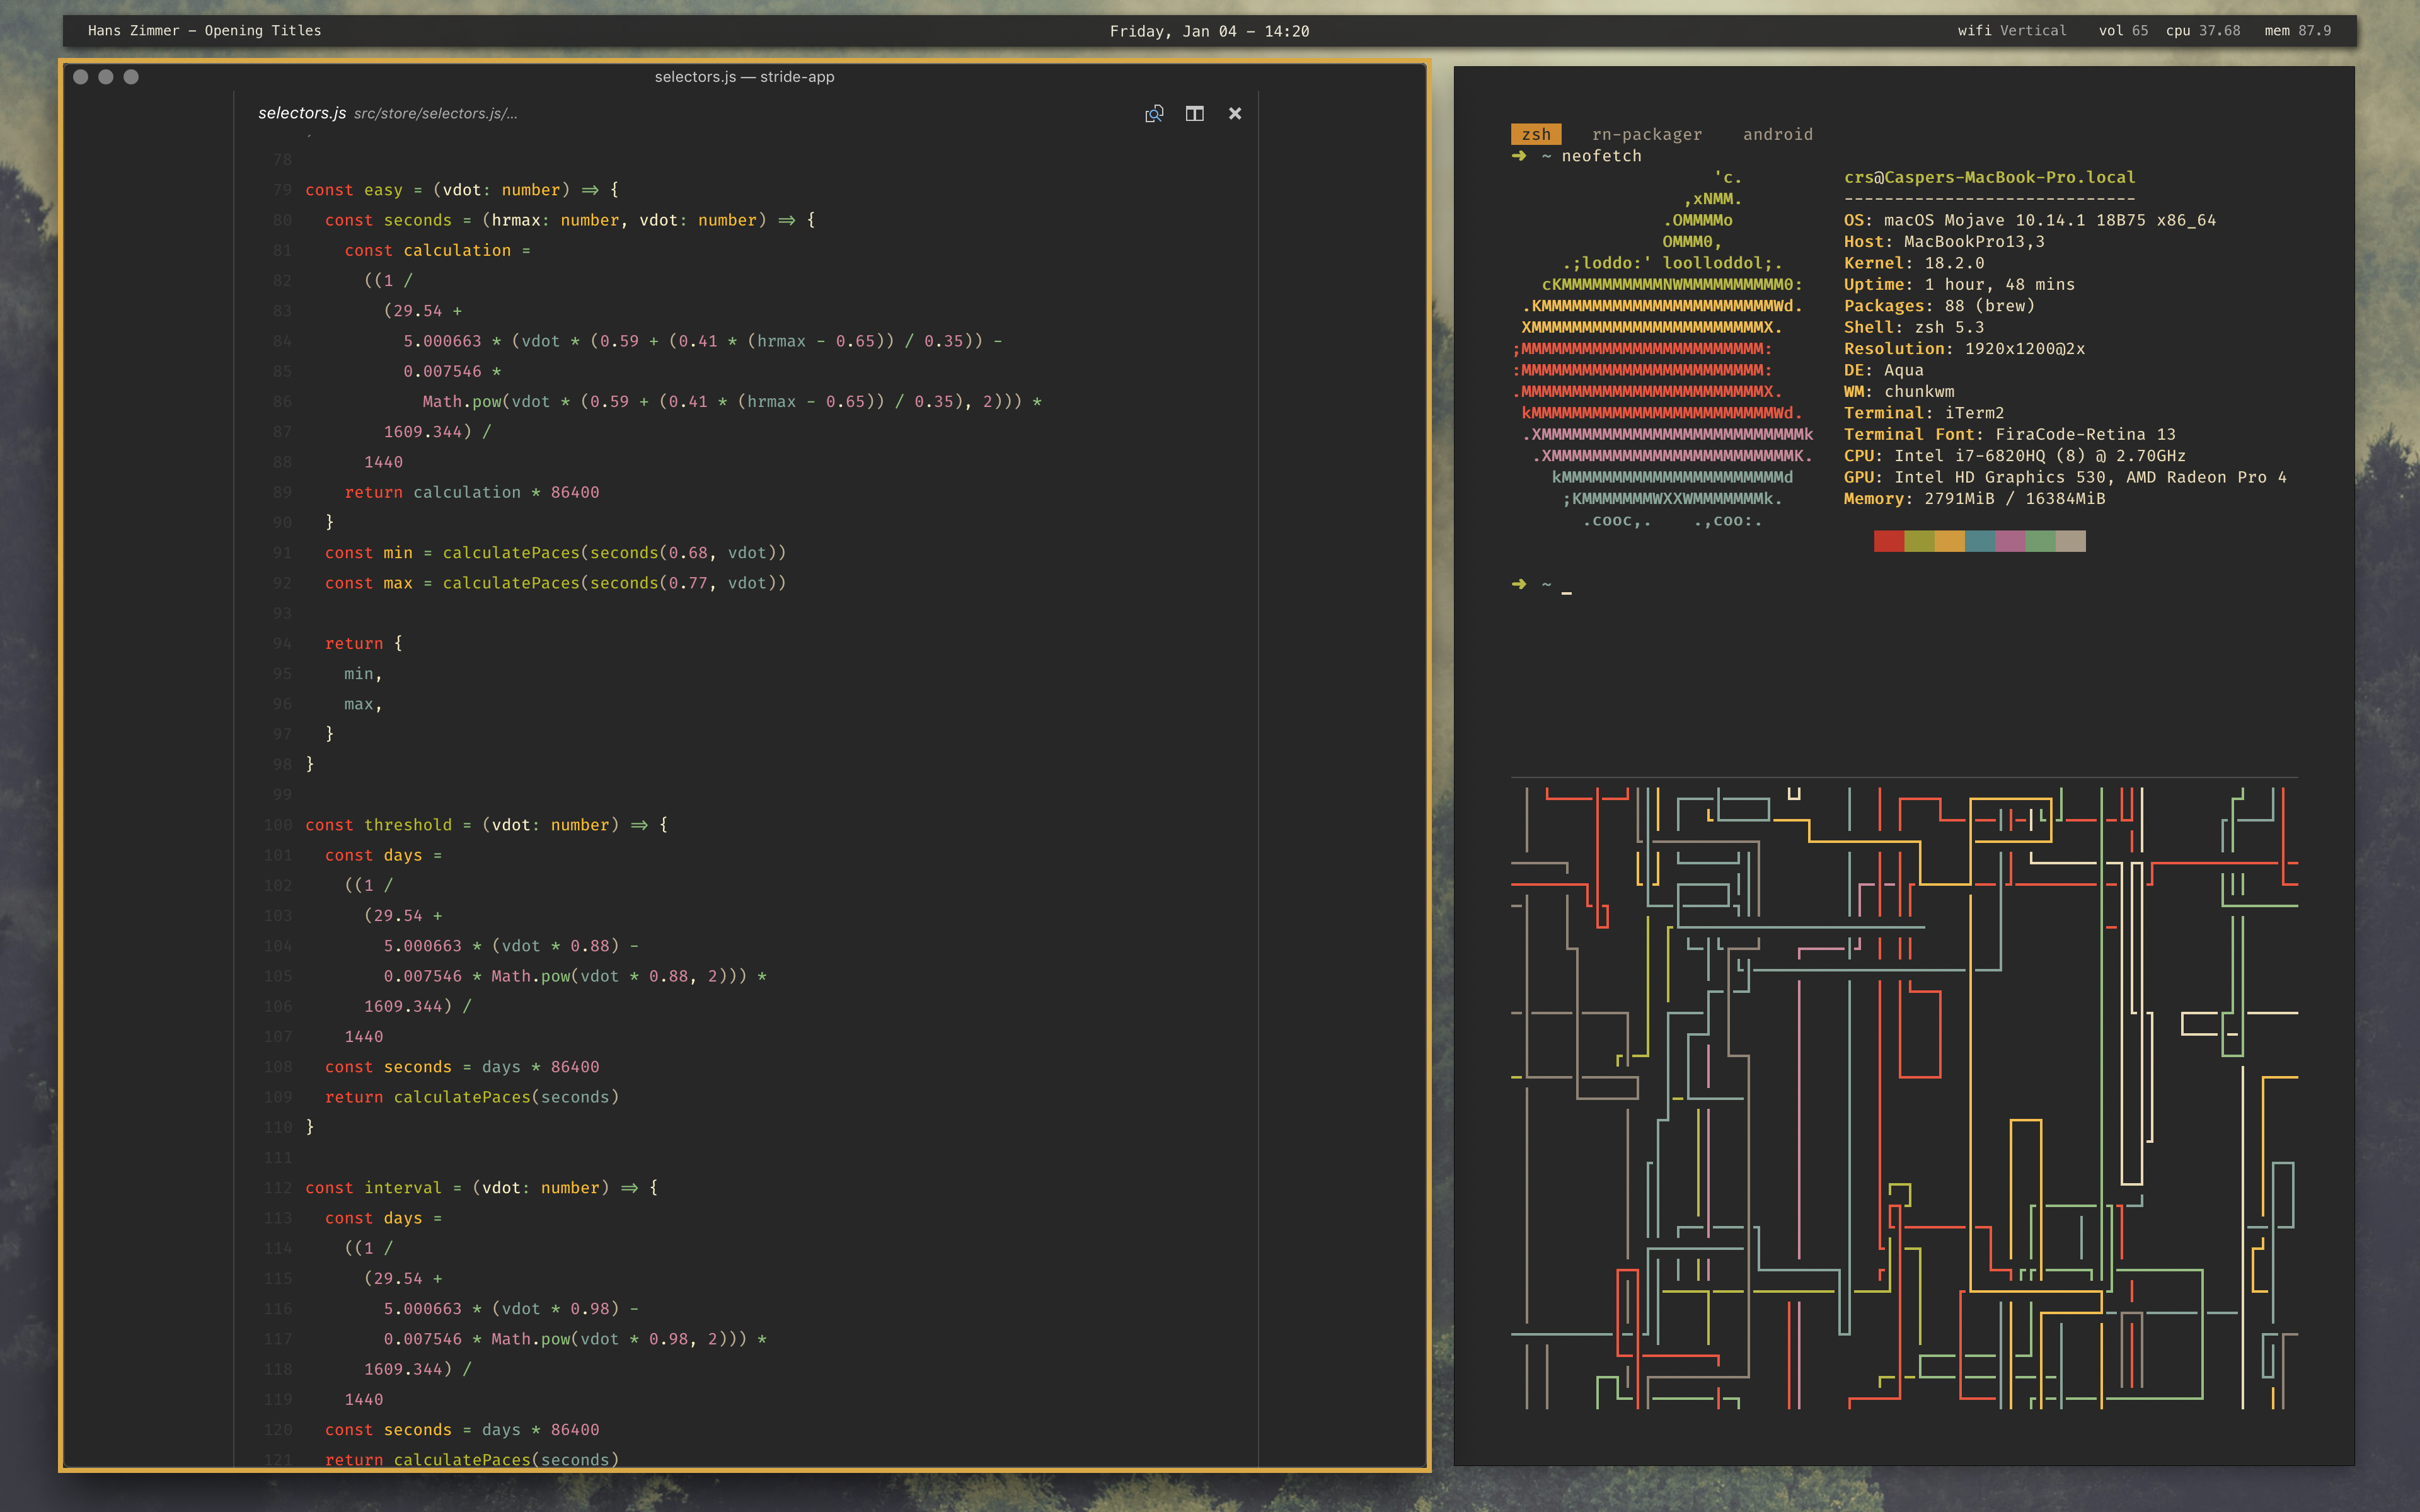 Hans Zimmer – Opening Titles
Friday, Jan 04 – 14:20
wifi Vertical vol 65 cpu 37.68 mem 87.9
selectors.js — stride-app
selectors.js src/store/selectors.js/...
78
79 const easy = (vdot: number) => {
80   const seconds = (hrmax: number, vdot: number) => {
81     const calculation =
82       ((1 /
83         (29.54 +
84           5.000663 * (vdot * (0.59 + (0.41 * (hrmax - 0.65)) / 0.35)) -
85           0.007546 *
86             Math.pow(vdot * (0.59 + (0.41 * (hrmax - 0.65)) / 0.35), 2))) *
87         1609.344) /
88       1440
89     return calculation * 86400
90   }
91   const min = calculatePaces(seconds(0.68, vdot))
92   const max = calculatePaces(seconds(0.77, vdot))
93
94   return {
95     min,
96     max,
97   }
98 }
99
100 const threshold = (vdot: number) => {
101   const days =
102     ((1 /
103       (29.54 +
104         5.000663 * (vdot * 0.88) -
105         0.007546 * Math.pow(vdot * 0.88, 2))) *
106       1609.344) /
107     1440
108   const seconds = days * 86400
109   return calculatePaces(seconds)
110 }
111
112 const interval = (vdot: number) => {
113   const days =
114     ((1 /
115       (29.54 +
116         5.000663 * (vdot * 0.98) -
117         0.007546 * Math.pow(vdot * 0.98, 2))) *
118       1609.344) /
119     1440
120   const seconds = days * 86400
121   return calculatePaces(seconds)
zsh rn-packager android
➜ ~ neofetch
'c.
,xNMM.
.OMMMMo
OMMM0,
.;loddo:' loolloddol;.
cKMMMMMMMMMMNWMMMMMMMMMM0:
.KMMMMMMMMMMMMMMMMMMMMMMMWd.
XMMMMMMMMMMMMMMMMMMMMMMMX.
;MMMMMMMMMMMMMMMMMMMMMMMM:
:MMMMMMMMMMMMMMMMMMMMMMMM:
.MMMMMMMMMMMMMMMMMMMMMMMMX.
kMMMMMMMMMMMMMMMMMMMMMMMMWd.
.XMMMMMMMMMMMMMMMMMMMMMMMMMMk
.XMMMMMMMMMMMMMMMMMMMMMMMMK.
kMMMMMMMMMMMMMMMMMMMMMMd
;KMMMMMMMWXXWMMMMMMMk.
.cooc,. .,coo:.
crs@Caspers-MacBook-Pro.local
-----------------------------
OS: macOS Mojave 10.14.1 18B75 x86_64
Host: MacBookPro13,3
Kernel: 18.2.0
Uptime: 1 hour, 48 mins
Packages: 88 (brew)
Shell: zsh 5.3
Resolution: 1920x1200@2x
DE: Aqua
WM: chunkwm
Terminal: iTerm2
Terminal Font: FiraCode-Retina 13
CPU: Intel i7-6820HQ (8) @ 2.70GHz
GPU: Intel HD Graphics 530, AMD Radeon Pro 4
Memory: 2791MiB / 16384MiB
➜ ~ _